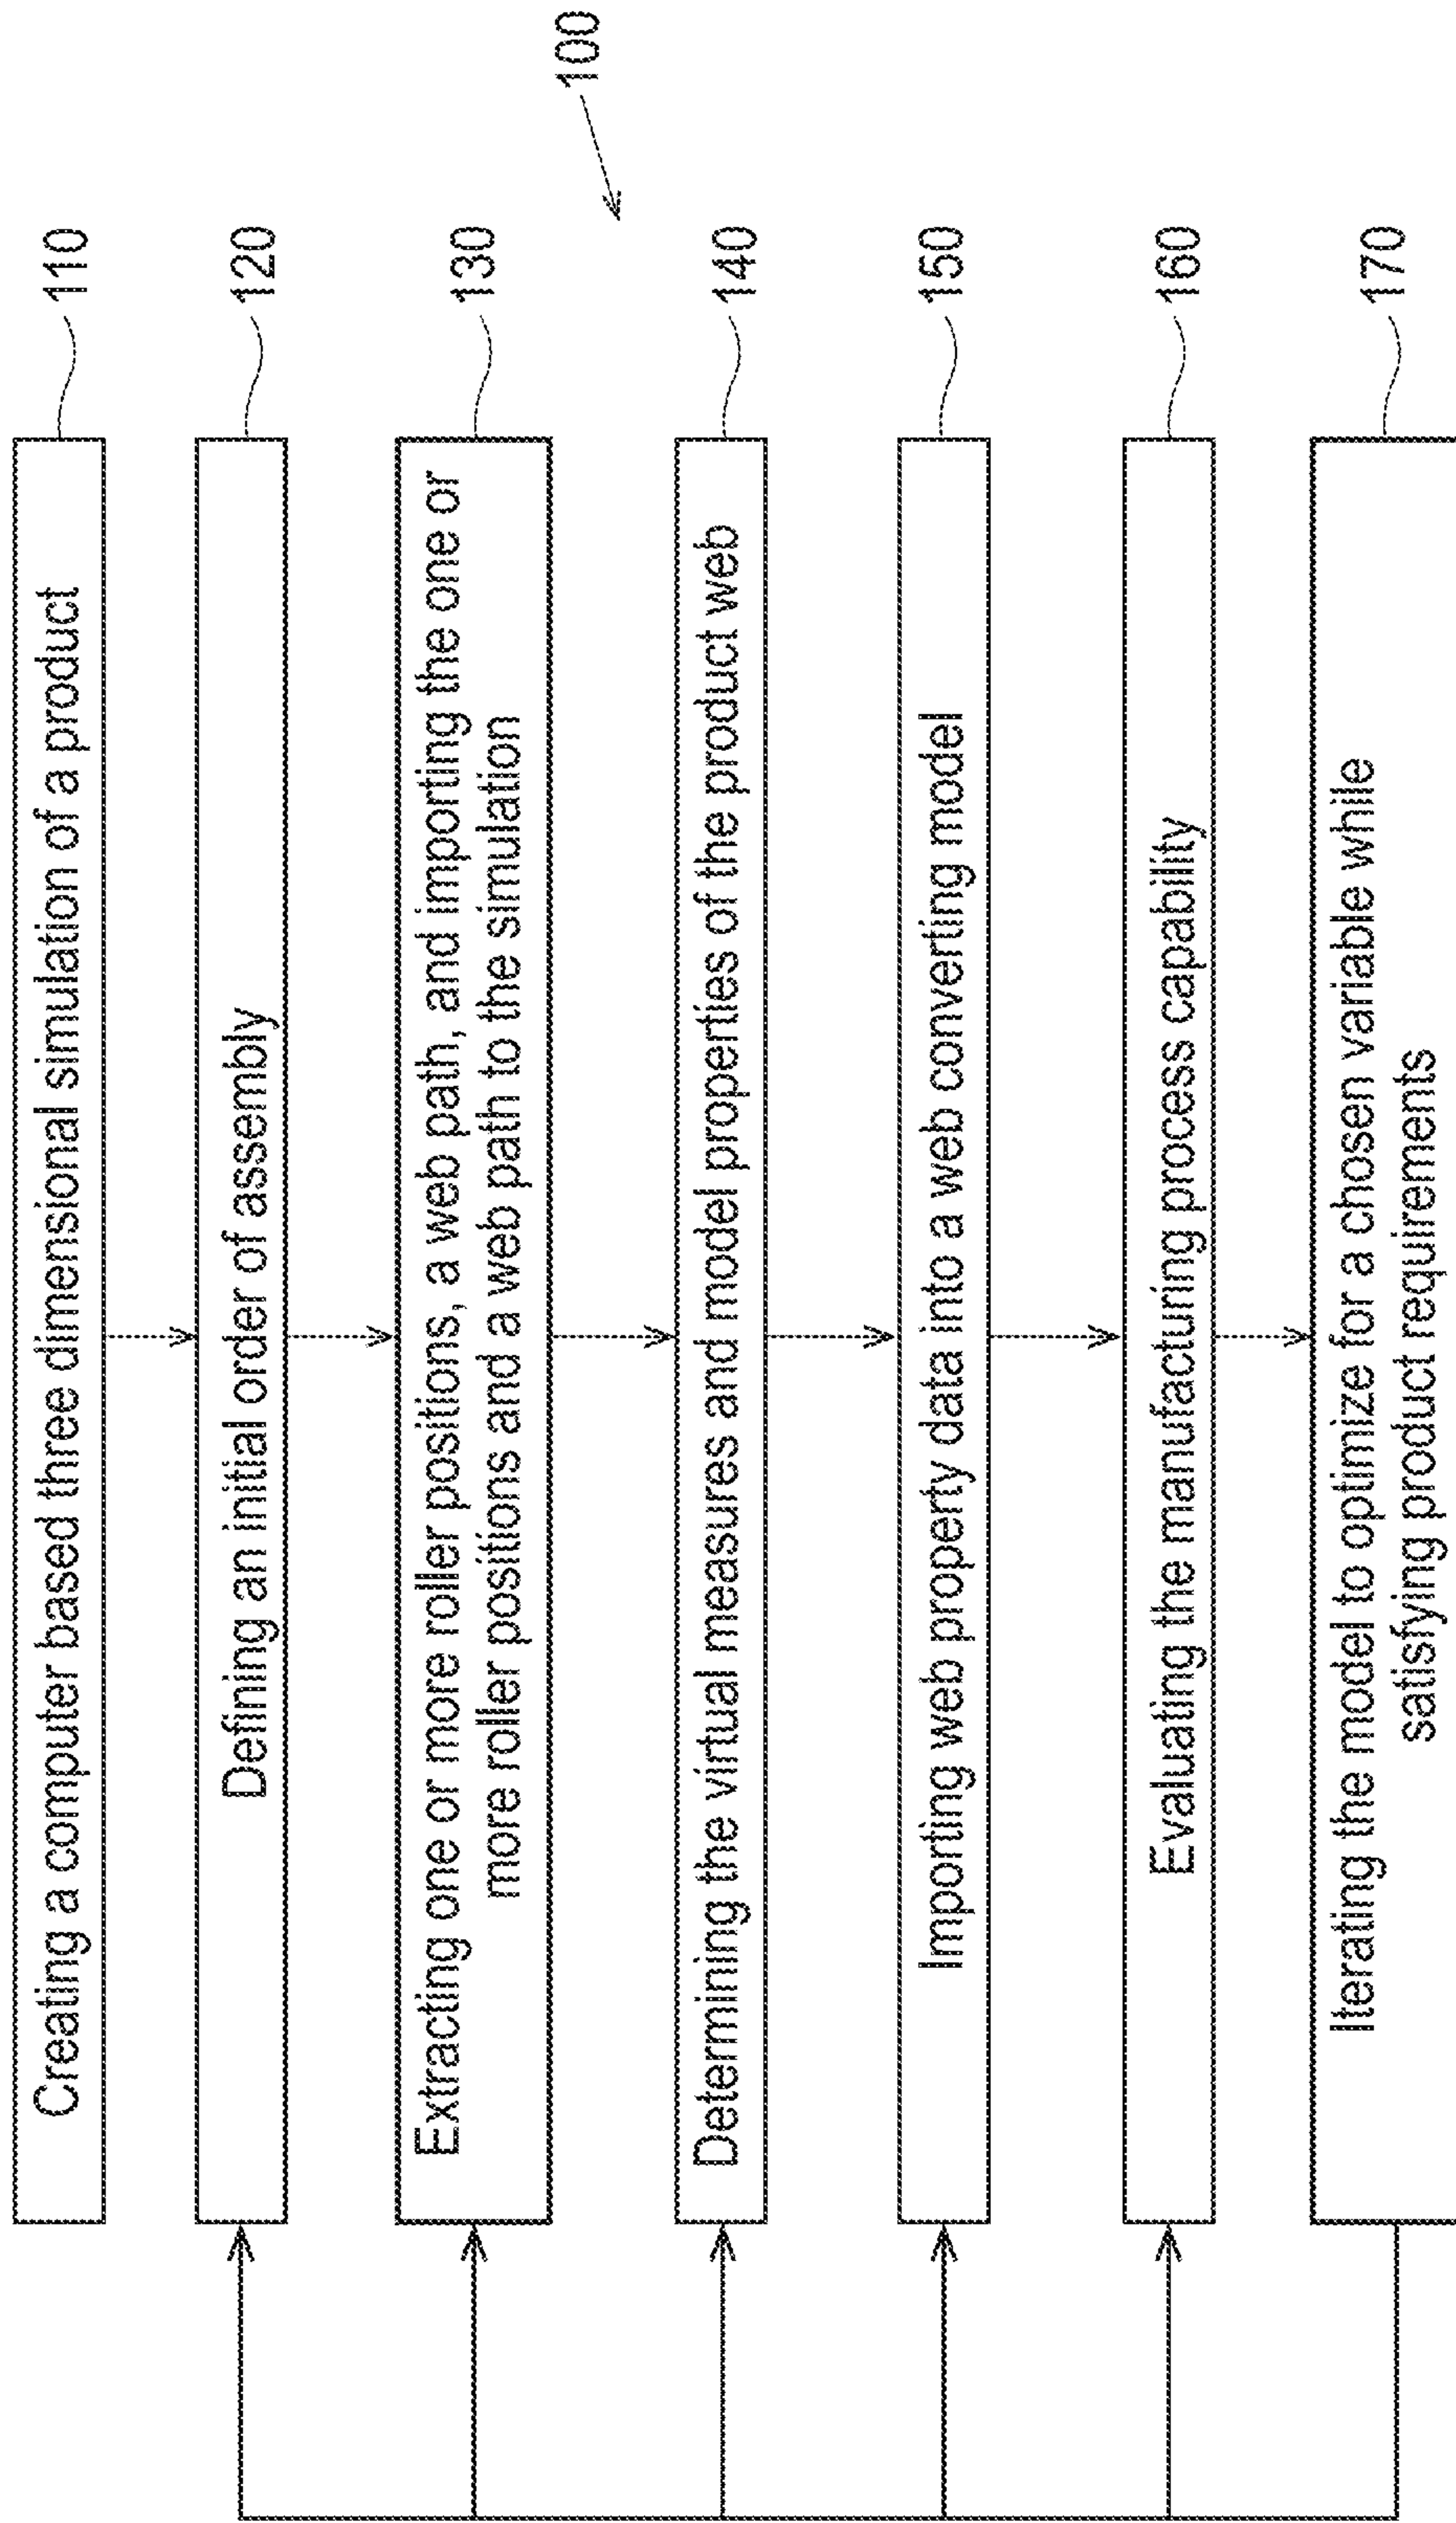 100
Creating a computer based three dimensional simulation of a product
110
Defining an initial order of assembly
120
Extracting one or more roller positions, a web path, and importing the one or
more roller positions and a web path to the simulation
130
Determining the virtual measures and model properties of the product web
140
Importing web property data into a web converting model
150
Evaluating the manufacturing process capability
160
Iterating the model to optimize for a chosen variable while
satisfying product requirements
170